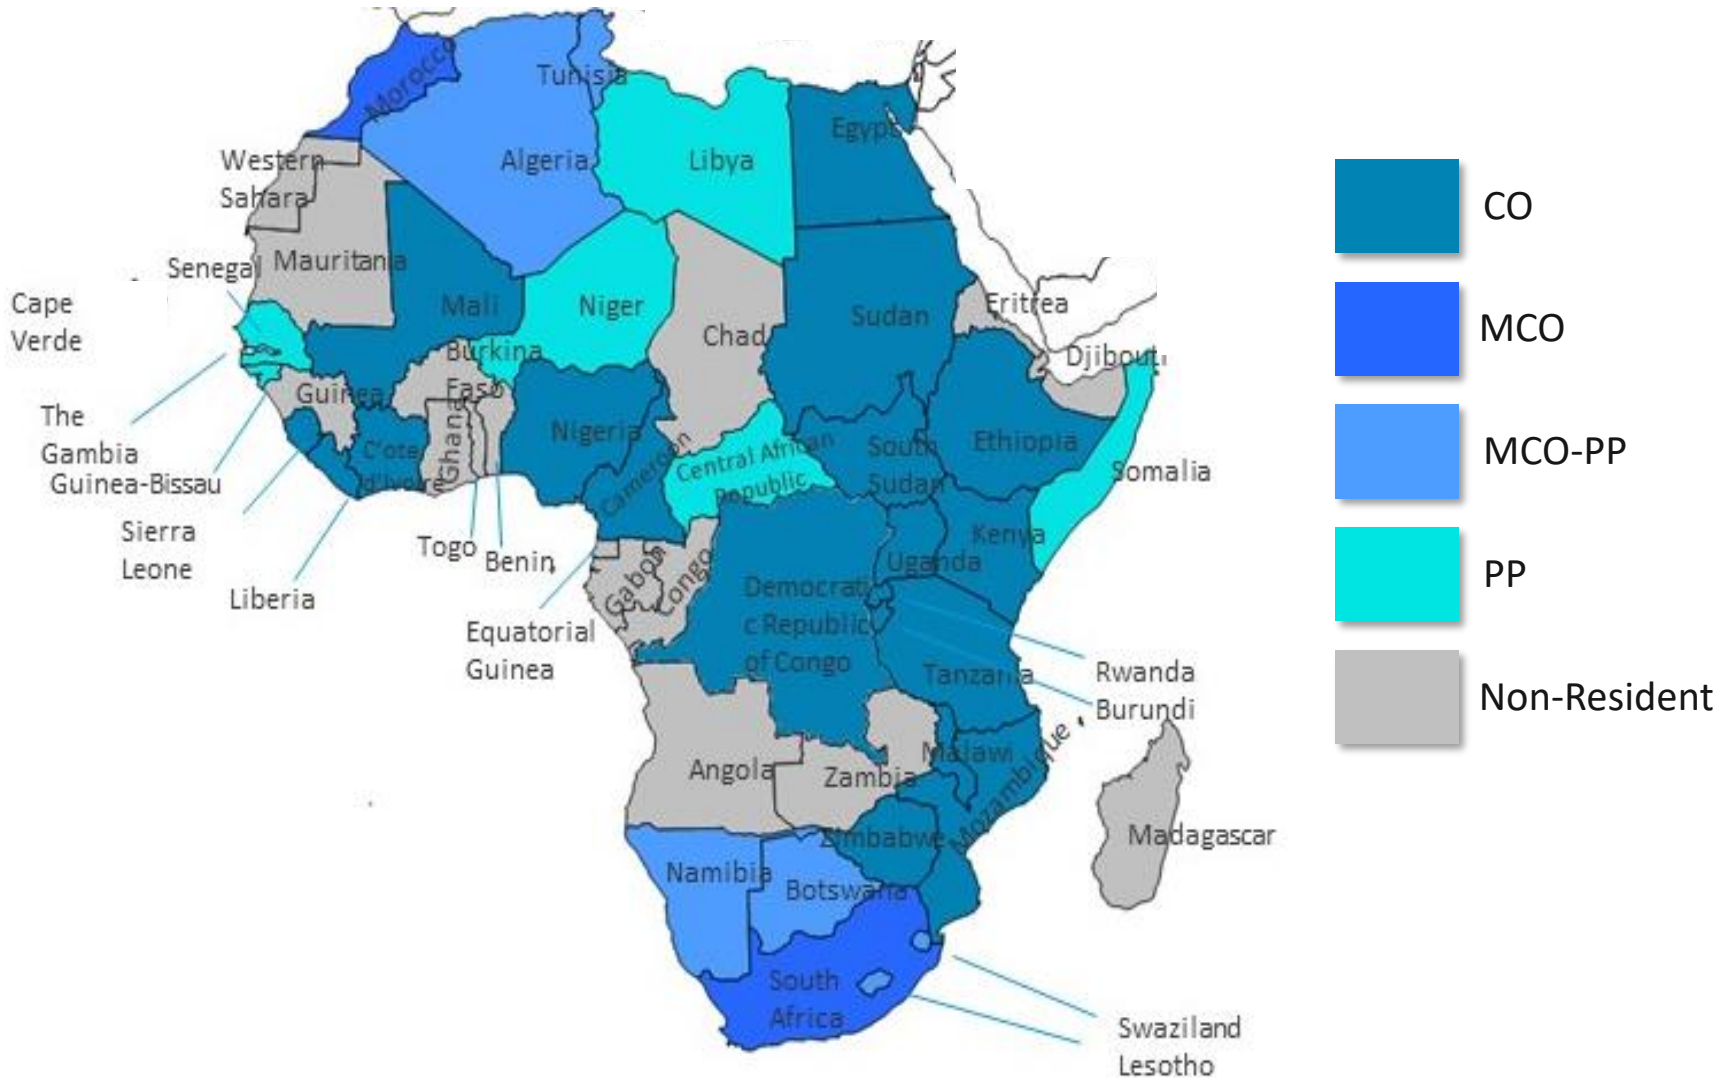 Morocco
Tunisia
Algeria
Libya
Egypt
Western
Sahara
Mauritania
Senegal
Cape
Verde
Mali
Niger
Chad
Sudan
Eritrea
Djibouti
Burkina
Faso
The
Gambia
Guinea
Guinea-Bissau
Sierra
Leone
Liberia
C'ote
d'Ivoire
Ghana
Togo
Benin
Nigeria
Cameroon
Central African
Republic
South
Sudan
Ethiopia
Somalia
Kenya
Uganda
Equatorial
Guinea
Gabon
Congo
Democrati
c Republic
of Congo
Rwanda
Burundi
Tanzania
Angola
Zambia
Malawi
Mozambique
Zimbabwe
Madagascar
Namibia
Botswana
South
Africa
Swaziland
Lesotho
CO
MCO
MCO-PP
PP
Non-Resident